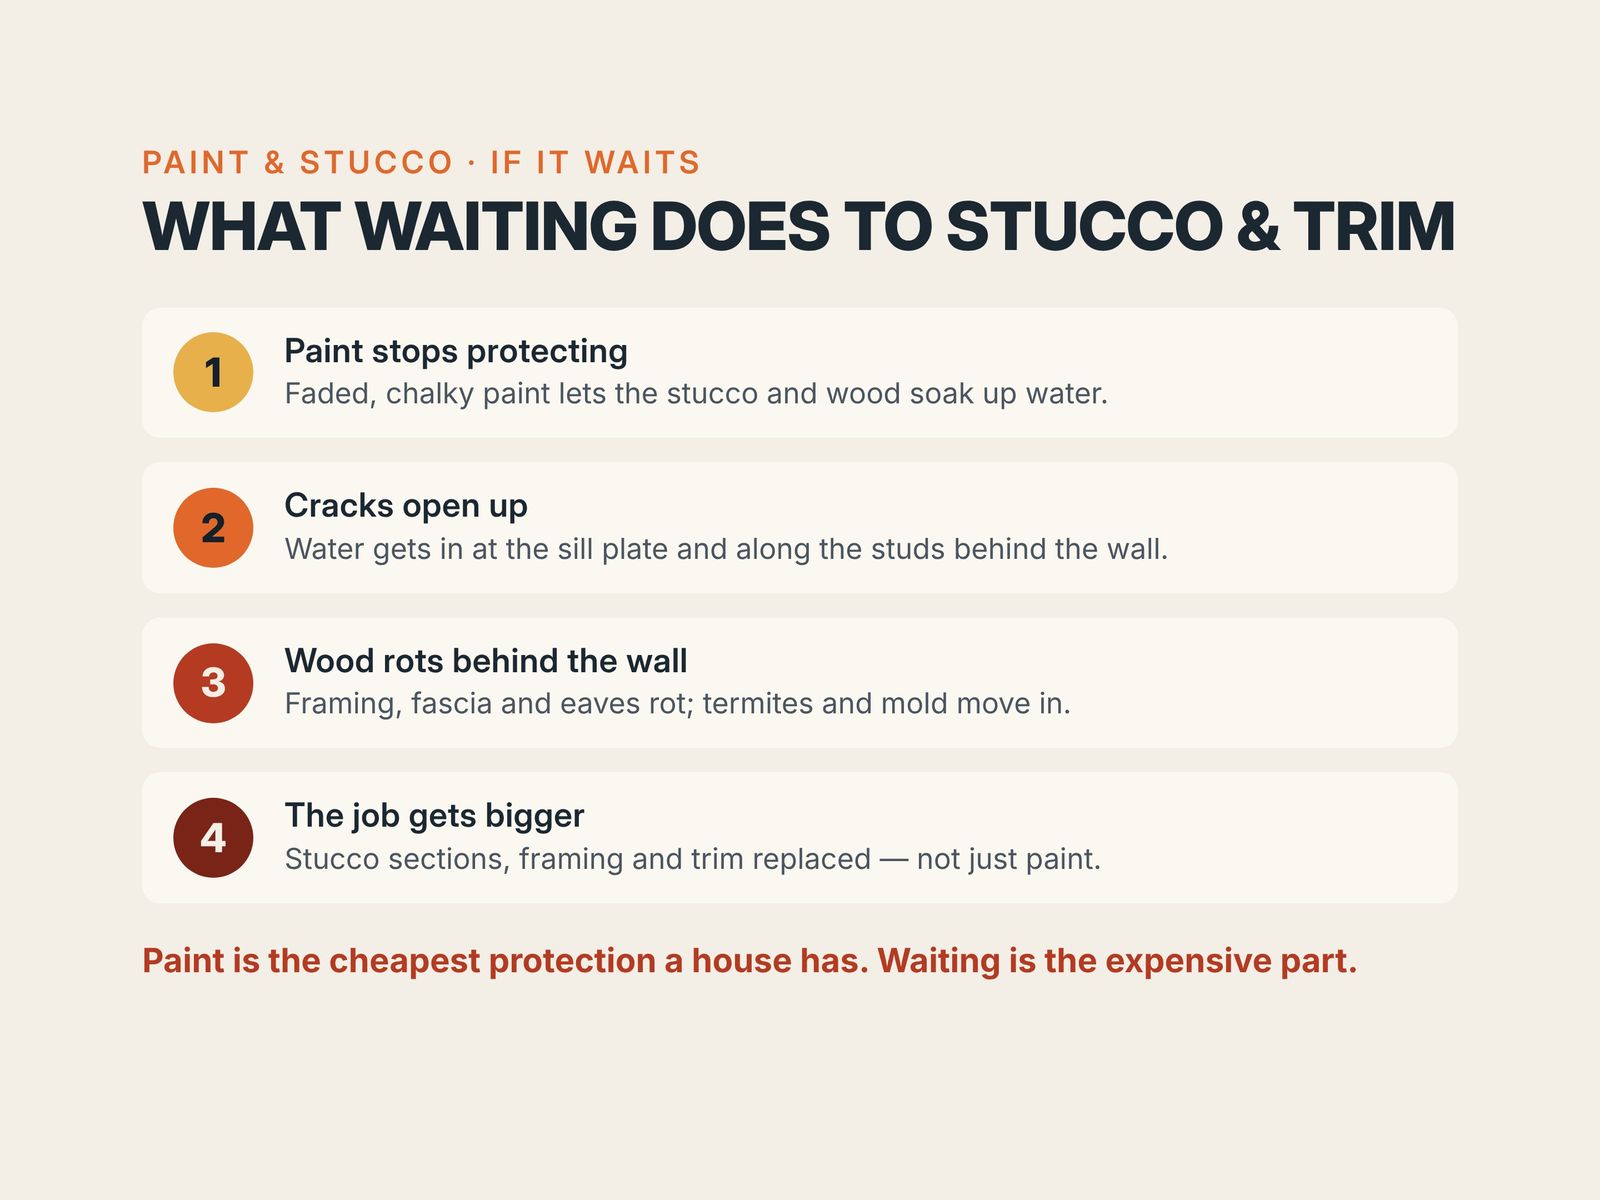 PAINT & STUCCO · IF IT WAITS
WHAT WAITING DOES TO STUCCO & TRIM
1
Paint stops protecting
Faded, chalky paint lets the stucco and wood soak up water.
2
Cracks open up
Water gets in at the sill plate and along the studs behind the wall.
3
Wood rots behind the wall
Framing, fascia and eaves rot; termites and mold move in.
4
The job gets bigger
Stucco sections, framing and trim replaced — not just paint.
Paint is the cheapest protection a house has. Waiting is the expensive part.